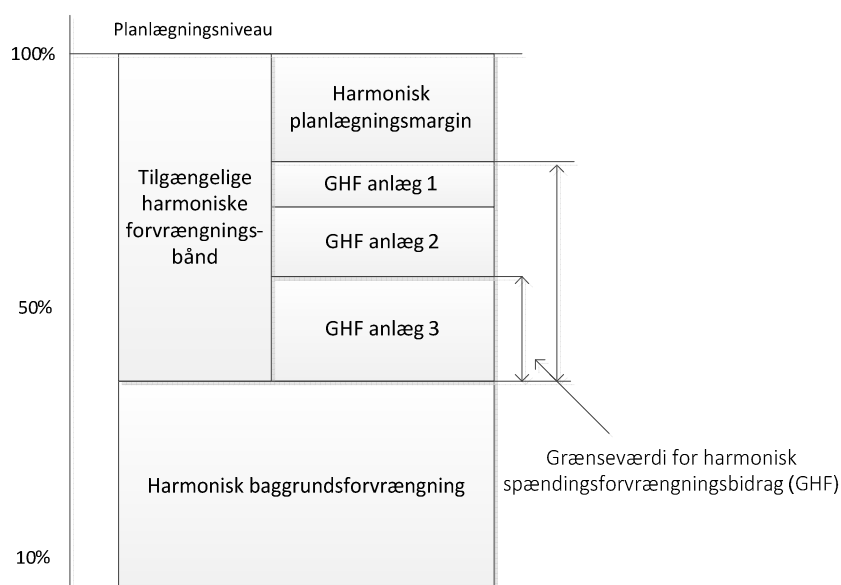 Planlægningsniveau
100%
Harmonisk
planlægningsmargin
Tilgængelige
harmoniske
forvrængnings-
bånd
GHF anlæg 1
GHF anlæg 2
50%
GHF anlæg 3
Grænseværdi for harmonisk
spændingsforvrængningsbidrag (GHF)
Harmonisk baggrundsforvrængning
10%